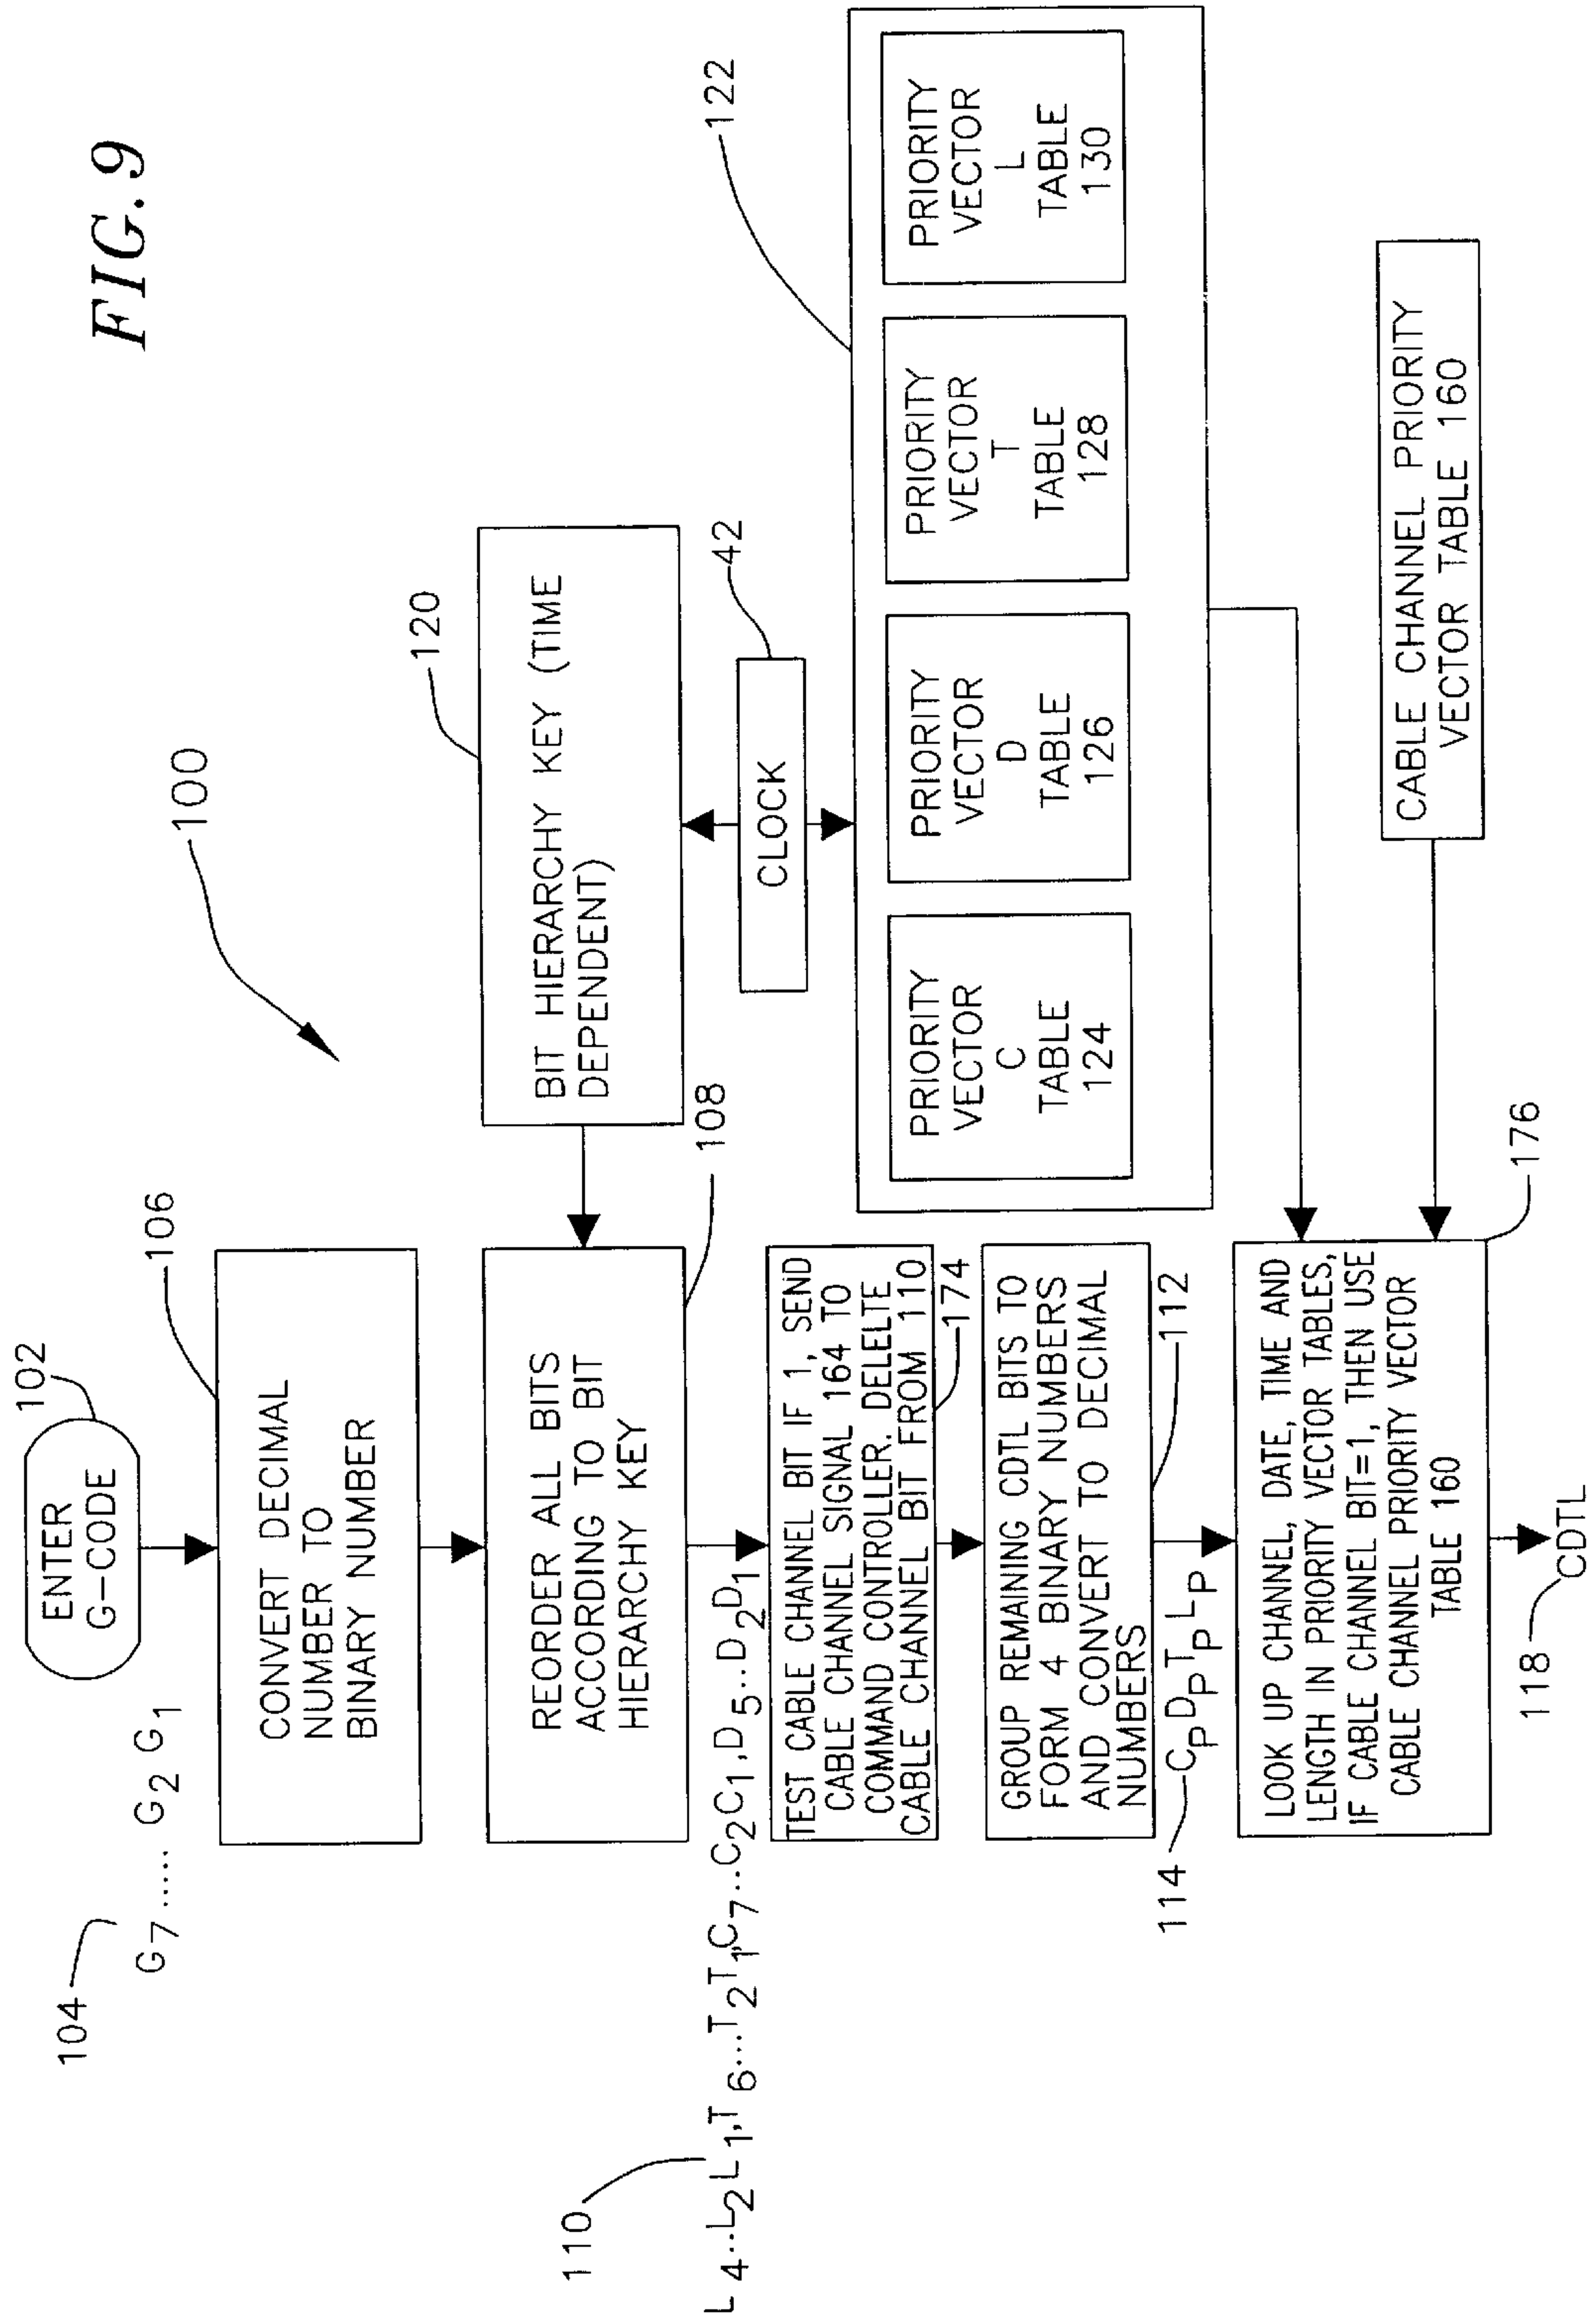 FIG. 9
100
102
ENTER
G-CODE
104
G7..... G2 G1
106
CONVERT DECIMAL
NUMBER TO
BINARY NUMBER
120
BIT HIERARCHY KEY (TIME
DEPENDENT)
REORDER ALL BITS
ACCORDING TO BIT
HIERARCHY KEY
108
42
CLOCK
110
L4..L2L1,T6...T2T1,C7..C2C1,D5..D2D1
TEST CABLE CHANNEL BIT IF 1, SEND
CABLE CHANNEL SIGNAL 164 TO
COMMAND CONTROLLER. DELELTE
CABLE CHANNEL BIT FROM 110
174
122
PRIORITY
VECTOR
C
TABLE
124
PRIORITY
VECTOR
D
TABLE
126
PRIORITY
VECTOR
T
TABLE
128
PRIORITY
VECTOR
L
TABLE
130
GROUP REMAINING CDTL BITS TO
FORM 4 BINARY NUMBERS
AND CONVERT TO DECIMAL
NUMBERS
112
114
CPDPTPLP
LOOK UP CHANNEL, DATE, TIME AND
LENGTH IN PRIORITY VECTOR TABLES,
IF CABLE CHANNEL BIT=1, THEN USE
CABLE CHANNEL PRIORITY VECTOR
TABLE 160
176
CABLE CHANNEL PRIORITY
VECTOR TABLE 160
118
CDTL